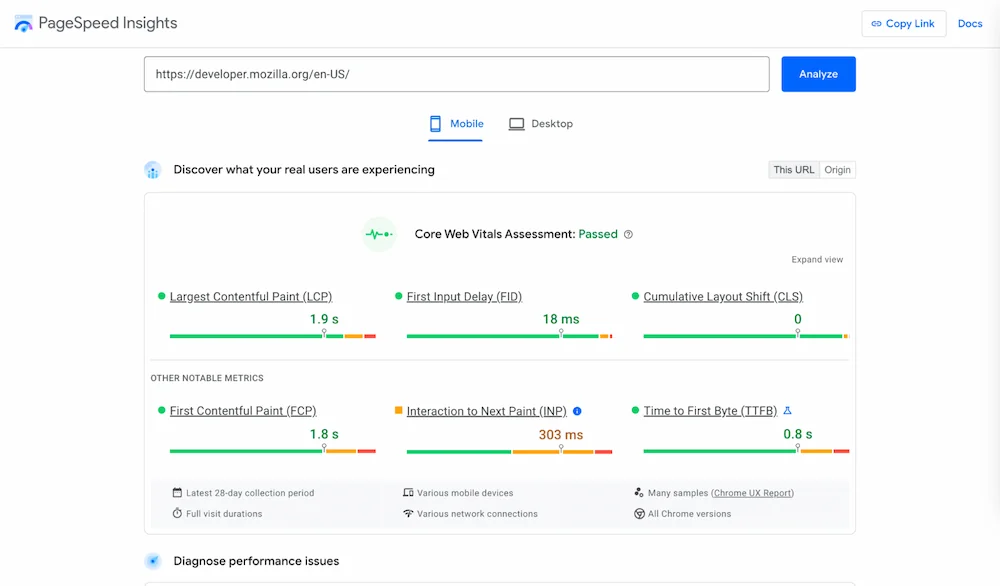 PageSpeed Insights
Copy Link Docs
https://developer.mozilla.org/en-US/
Analyze
Mobile Desktop
Discover what your real users are experiencing
This URL Origin
Core Web Vitals Assessment: Passed
Expand view
Largest Contentful Paint (LCP) First Input Delay (FID) Cumulative Layout Shift (CLS)
1.9 s 18 ms 0
OTHER NOTABLE METRICS
First Contentful Paint (FCP) Interaction to Next Paint (INP) Time to First Byte (TTFB)
1.8 s 303 ms 0.8 s
Latest 28-day collection period Various mobile devices Many samples (Chrome UX Report)
Full visit durations Various network connections All Chrome versions
Diagnose performance issues